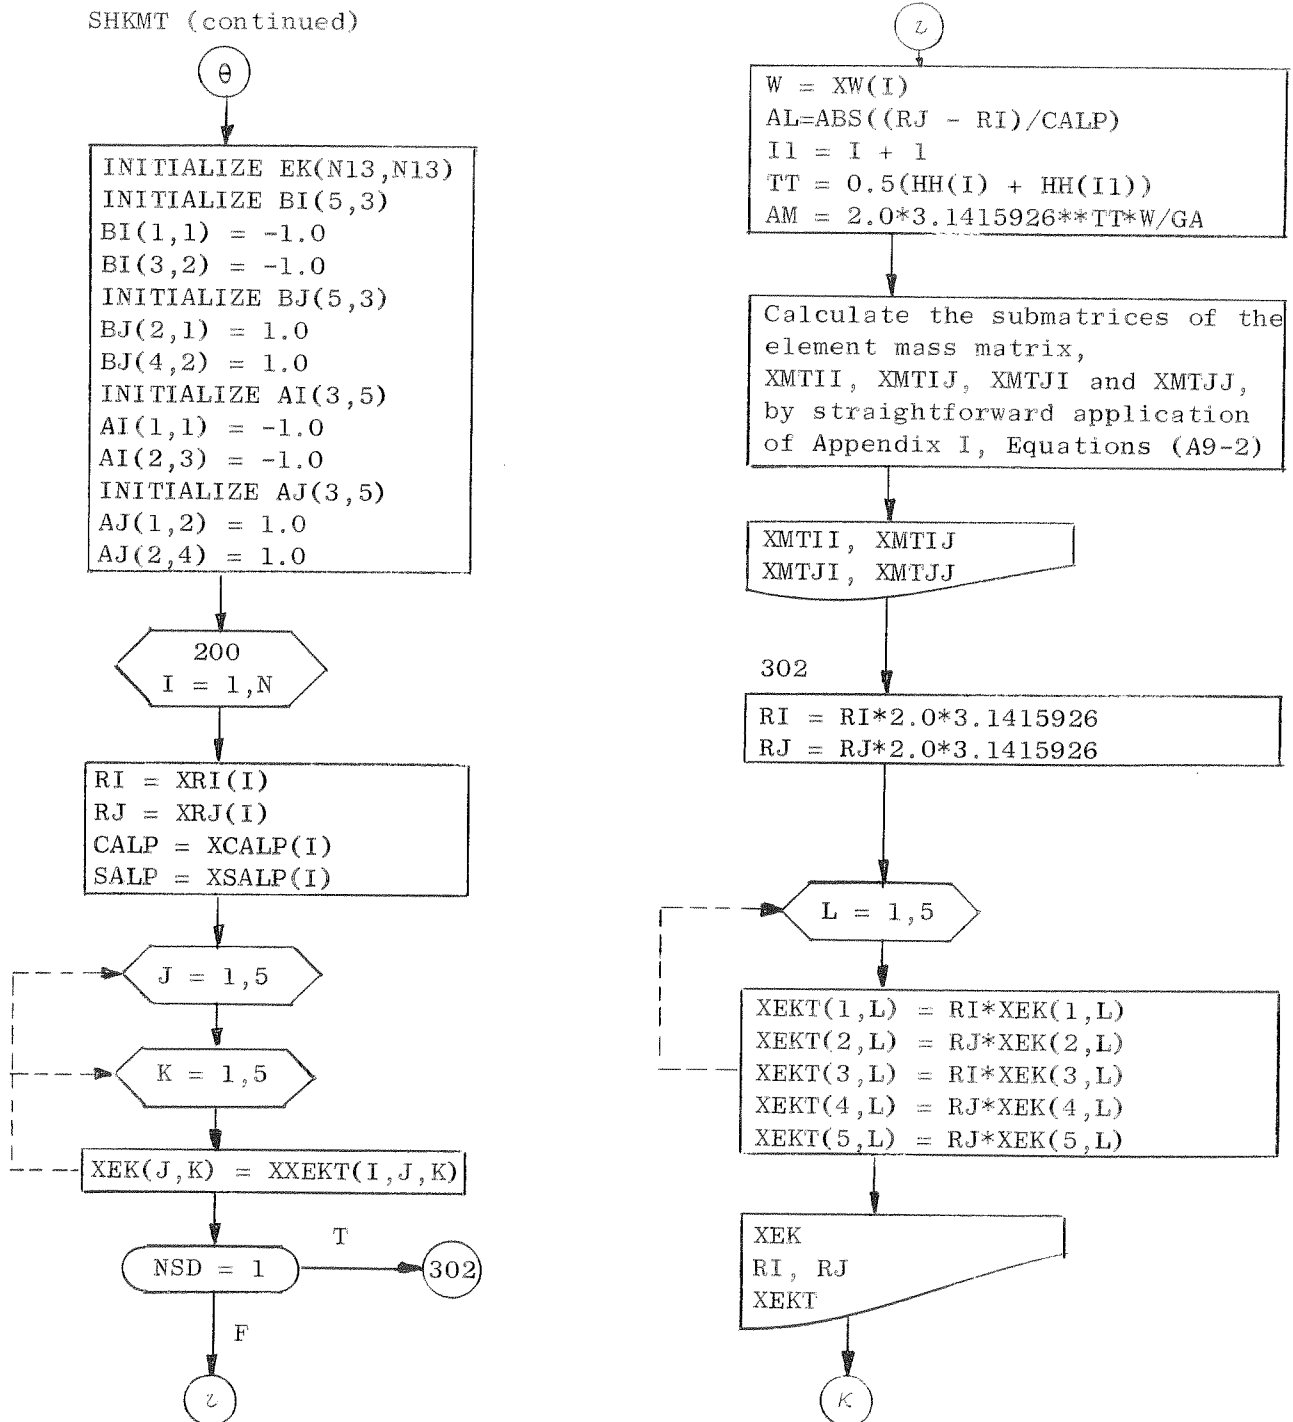 SHKMT (continued)
θ
INITIALIZE EK(N13,N13)
INITIALIZE BI(5,3)
BI(1,1) = -1.0
BI(3,2) = -1.0
INITIALIZE BJ(5,3)
BJ(2,1) = 1.0
BJ(4,2) = 1.0
INITIALIZE AI(3,5)
AI(1,1) = -1.0
AI(2,3) = -1.0
INITIALIZE AJ(3,5)
AJ(1,2) = 1.0
AJ(2,4) = 1.0
200
I = 1,N
RI = XRI(I)
RJ = XRJ(I)
CALP = XCALP(I)
SALP = XSALP(I)
J = 1,5
K = 1,5
XEK(J,K) = XXEKT(I,J,K)
NSD = 1
T
302
F
ι
ι
W = XW(I)
AL=ABS((RJ - RI)/CALP)
I1 = I + 1
TT = 0.5(HH(I) + HH(I1))
AM = 2.0*3.1415926**TT*W/GA
Calculate the submatrices of the
element mass matrix,
XMTII, XMTIJ, XMTJI and XMTJJ,
by straightforward application
of Appendix I, Equations (A9-2)
XMTII, XMTIJ
XMTJI, XMTJJ
302
RI = RI*2.0*3.1415926
RJ = RJ*2.0*3.1415926
L = 1,5
XEKT(1,L) = RI*XEK(1,L)
XEKT(2,L) = RJ*XEK(2,L)
XEKT(3,L) = RI*XEK(3,L)
XEKT(4,L) = RJ*XEK(4,L)
XEKT(5,L) = RJ*XEK(5,L)
XEK
RI, RJ
XEKT
κ